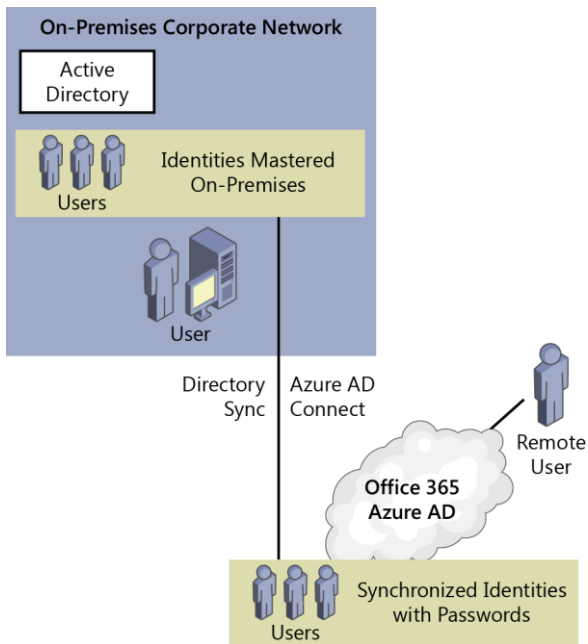 On-Premises Corporate Network
Active
Directory
Identities Mastered
On-Premises
Users
User
Directory
Sync
Azure AD
Connect
Remote
User
Office 365
Azure AD
Synchronized Identities
with Passwords
Users